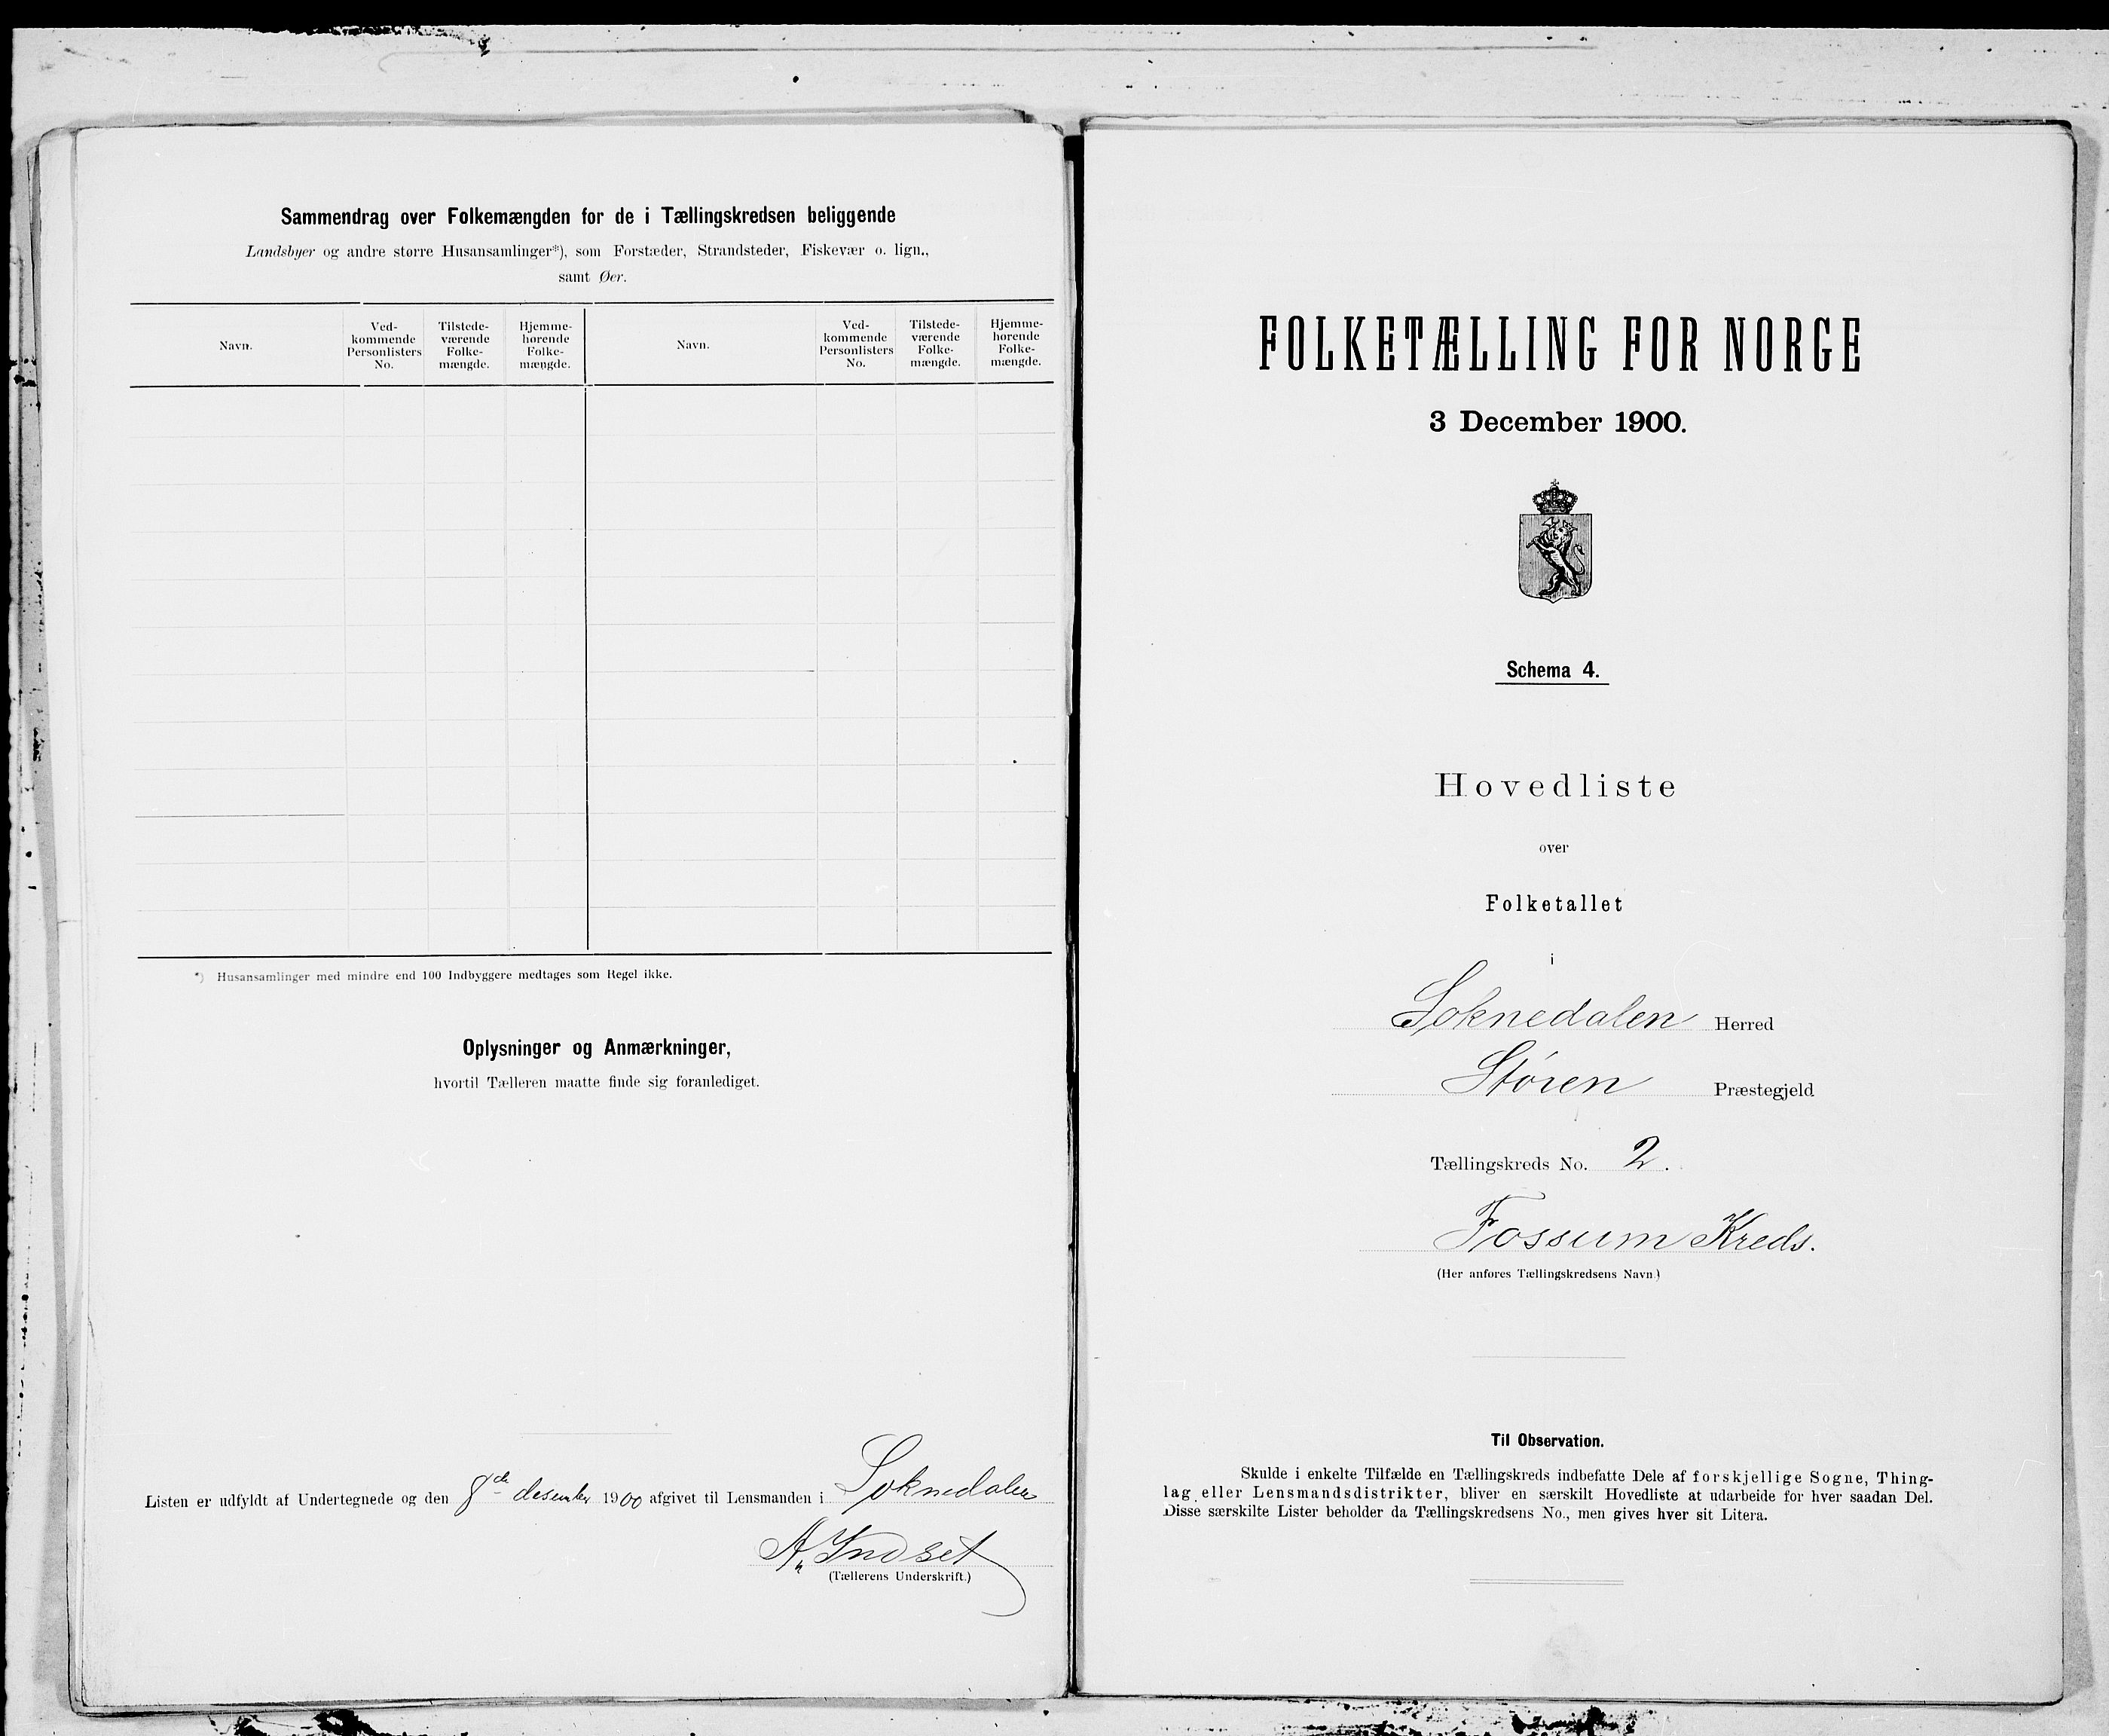 Sammendrag over Folkemængden for de i Tællingskredsen beliggende
Landsbyer og andre større Husansamlinger*), som Forstæder, Strandsteder, Fiskevær o. lign.,
samt Øer.
Navn.
Ved-
kommende
Personlisters
No.
Tilstede-
værende
Folke-
mængde.
Hjemme-
hørende
Folke-
mængde.
Navn.
Ved-
kommende
Personlisters
No.
Tilstede-
værende
Folke-
mængde.
Hjemme-
hørende
Folke-
mængde.
*) Husansamlinger med mindre end 100 Indbyggere medtages som Regel ikke.
Oplysninger og Anmærkninger,
hvortil Tælleren maatte finde sig foranlediget.
Listen er udfyldt af Undertegnede og den 8de desember 1900 afgivet til Lensmanden i Soknedalen
A. Indset
(Tællerens Underskrift.)
FOLKETÆLLING FOR NORGE
3 December 1900.
Schema 4.
Hovedliste
over
Folketallet
i
Soknedalen Herred
Støren Præstegjeld
Tællingskreds No. 2.
Fossum Kreds.
(Her anføres Tællingskredsens Navn.)
Til Observation.
Skulde i enkelte Tilfælde en Tællingskreds indbefatte Dele af forskjellige Sogne, Thing-
lag eller Lensmandsdistrikter, bliver en særskilt Hovedliste at udarbeide for hver saadan Del.
Disse særskilte Lister beholder da Tællingskredsens No., men gives hver sit Litera.